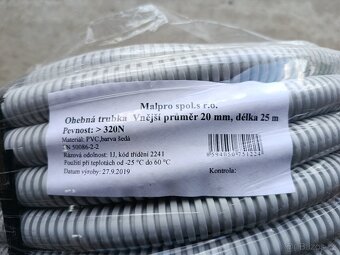 Malpro spol.s r.o.
Ohebná trubka Vnější průměr 20 mm, délka 25 m
Pevnost: > 320N
Materiál: PVC,barva šedá
EN 50086-2-2
Rázová odolnost: 1J, kód třídění 2241
Použití při teplotách od -25 °C do 60 °C
Datum výroby: 27.9.2019
Kontrola:
8594050751224